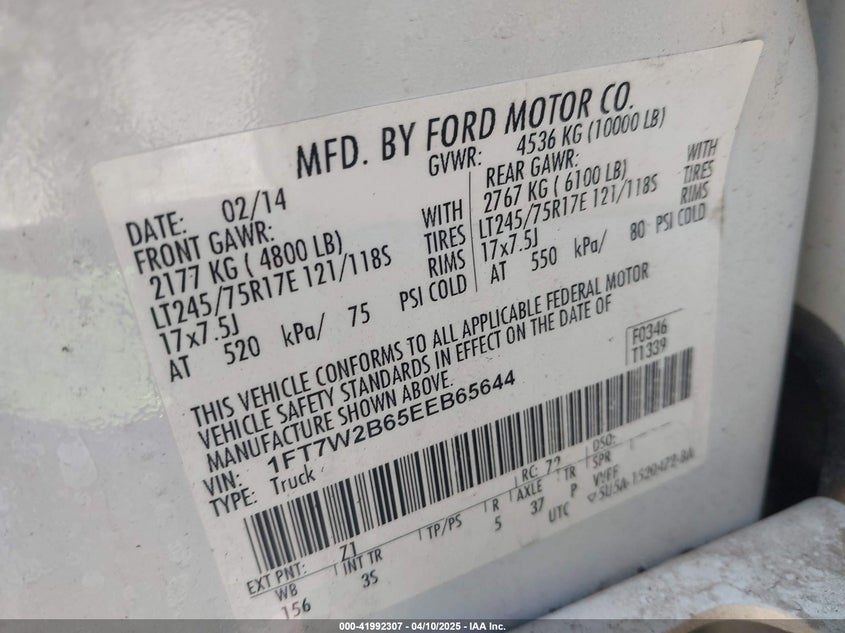 MFD. BY FORD MOTOR CO.
DATE: 02/14
GVWR: 4536 KG (10000 LB)
FRONT GAWR:
2177 KG ( 4800 LB)
WITH
LT245/75R17E 121/118S
TIRES
17x7.5J
RIMS
AT 520 kPa/ 75 PSI COLD
REAR GAWR:
2767 KG ( 6100 LB)
WITH
LT245/75R17E 121/118S
TIRES
17x7.5J
RIMS
AT 550 kPa/ 80 PSI COLD
THIS VEHICLE CONFORMS TO ALL APPLICABLE FEDERAL MOTOR
VEHICLE SAFETY STANDARDS IN EFFECT ON THE DATE OF
MANUFACTURE SHOWN ABOVE.
F0346
T1339
VIN: 1FT7W2B65EEB65644
TYPE: Truck
EXT PNT: Z1
RC: 72
DSO:
WB
INT TR
TP/PS
R
AXLE
TR
SPR
156
3S
5
37
P
VYFF
UTC
000-41992307 - 04/10/2025 - IAA Inc.